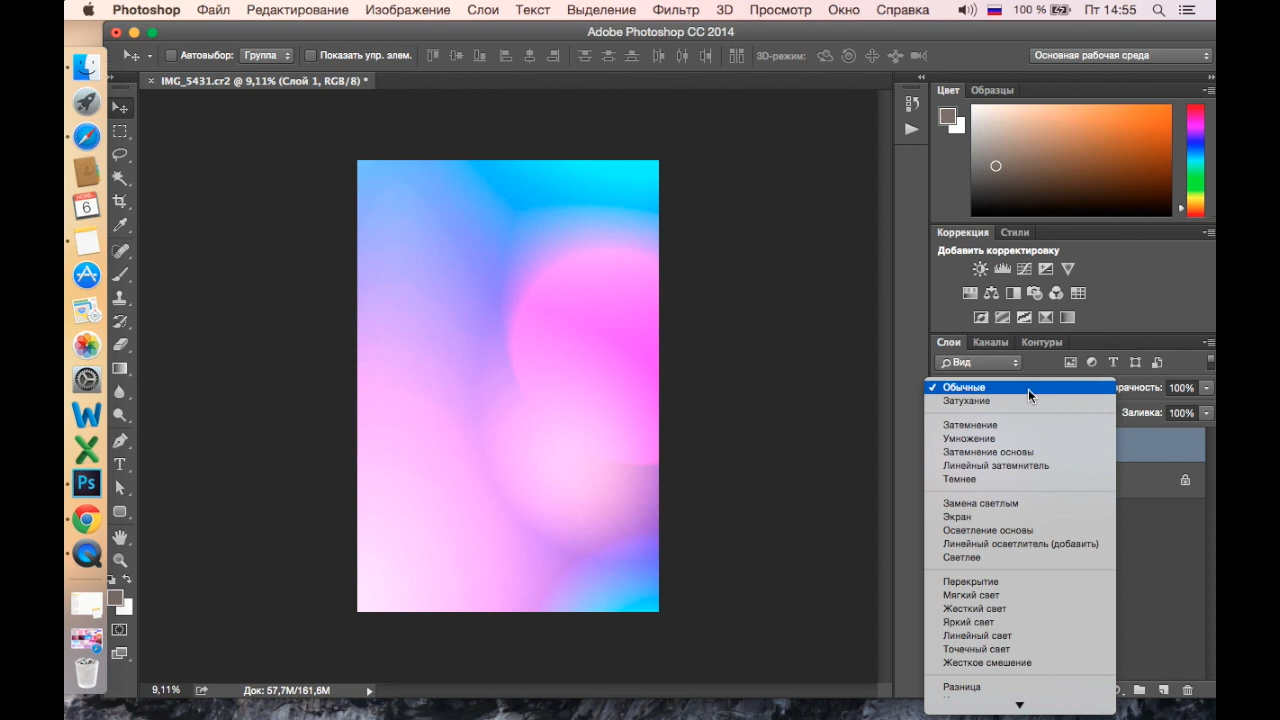 Photoshop Файл Редактирование Изображение Слои Текст Выделение Фильтр 3D Просмотр Окно Справка 100 % Пт 14:55
Adobe Photoshop CC 2014
Автовыбор: Группа Показать упр. элем. 3D-режим: Основная рабочая среда
IMG_5431.cr2 @ 9,11% (Слой 1, RGB/8) *
Цвет Образцы
Коррекция Стили
Добавить корректировку
Слои Каналы Контуры
Вид
Обычные
рачность: 100%
Затухание
Заливка: 100%
Затемнение
Умножение
Затемнение основы
Линейный затемнитель
Темнее
Замена светлым
Экран
Осветление основы
Линейный осветлитель (добавить)
Светлее
Перекрытие
Мягкий свет
Жесткий свет
Яркий свет
Линейный свет
Точечный свет
Жесткое смешение
Разница
6
W
X
Ps
T
9,11% Док: 57,7M/161,6M